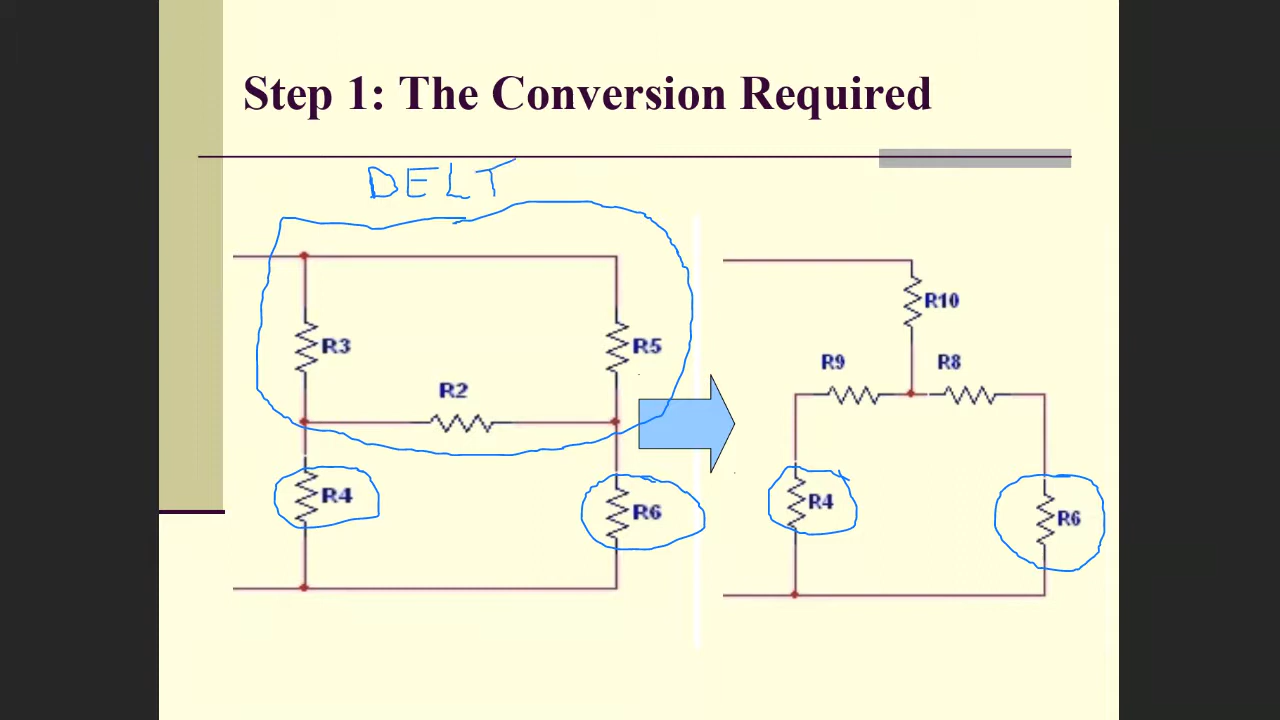 Step 1: The Conversion Required
DELT
R3
R5
R2
R4
R6
R10
R9
R8
R4
R6